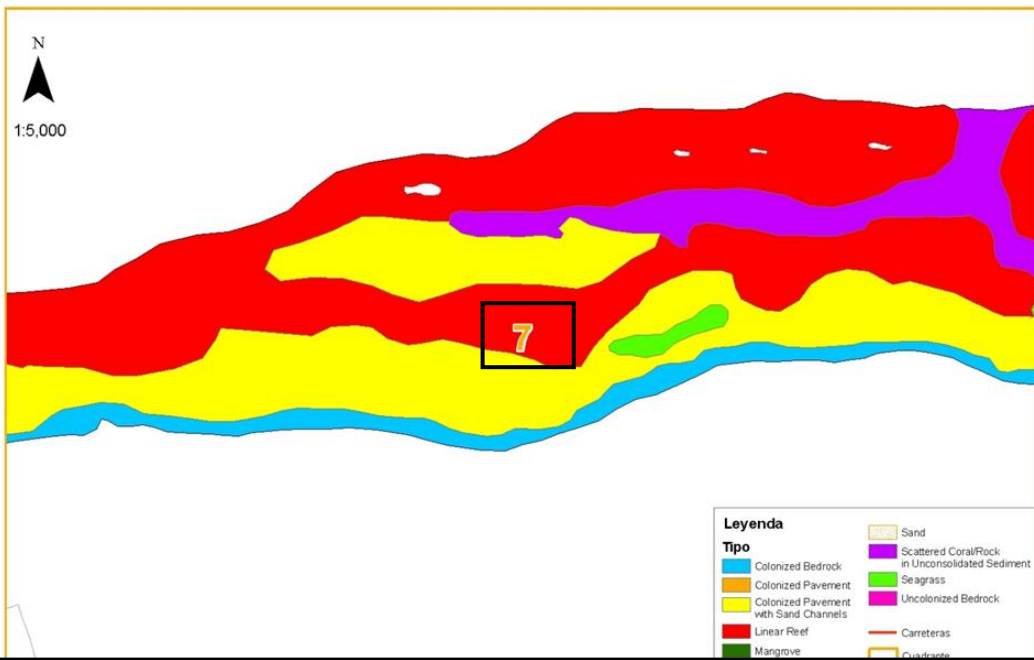 N
1:5,000
7
Leyenda
Tipo
Colonized Bedrock
Colonized Pavement
Colonized Pavement
with Sand Channels
Linear Reef
Mangrove
Sand
Scattered Coral/Rock
in Unconsolidated Sediment
Seagrass
Uncolonized Bedrock
Carreteras
Cuadrante